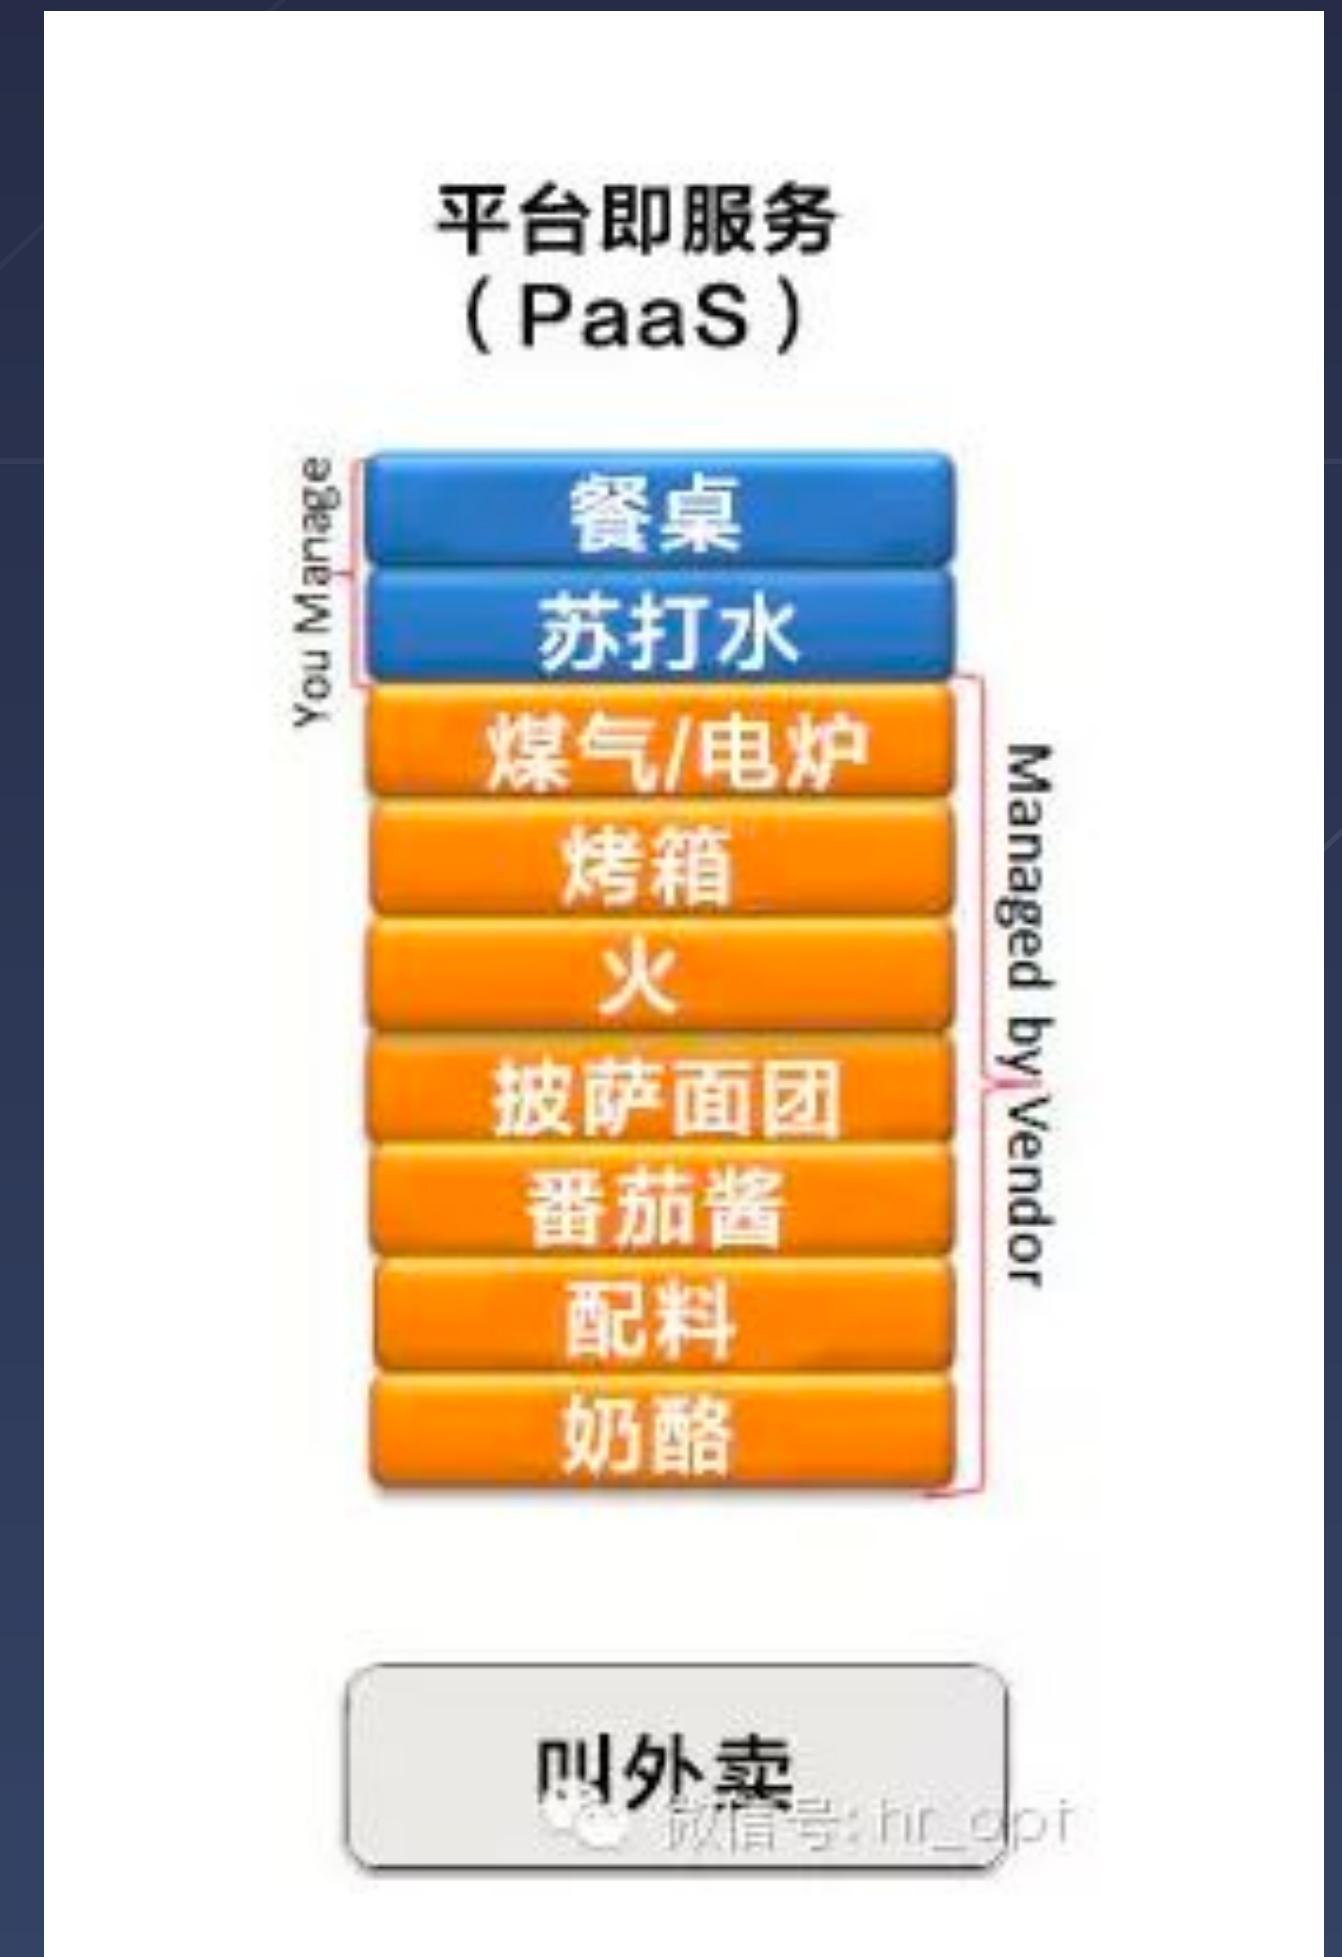 平台即服务
（PaaS）
You Manage
餐桌
苏打水
煤气/电炉
烤箱
火
披萨面团
番茄酱
配料
奶酪
Managed by Vendor
叫外卖
微信号: hr_opt